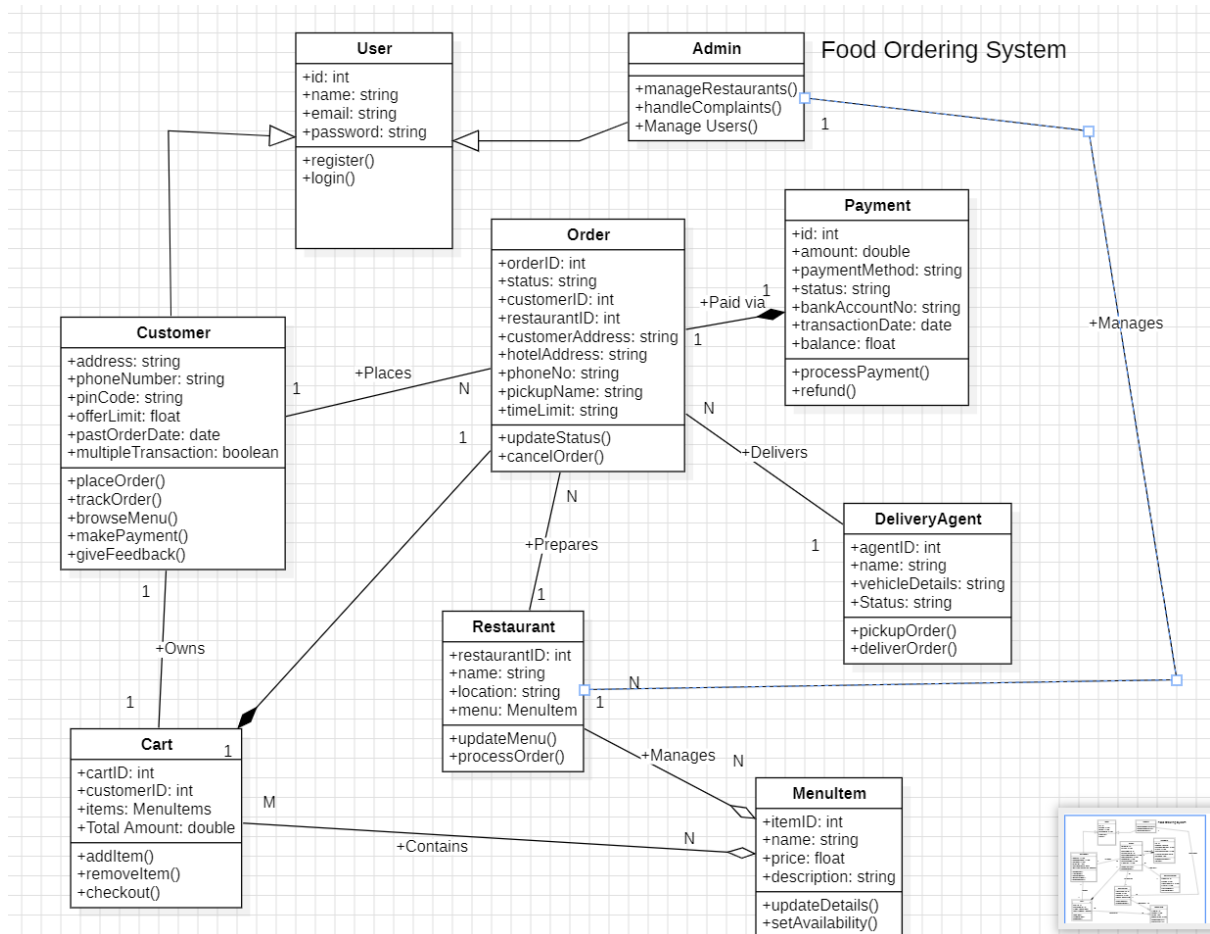 Food Ordering System
User
+id: int
+name: string
+email: string
+password: string
+register()
+login()
Admin
+manageRestaurants()
+handleComplaints()
+Manage Users()
1
+Manages
N
Payment
+id: int
+amount: double
+paymentMethod: string
+status: string
+bankAccountNo: string
+transactionDate: date
+balance: float
+processPayment()
+refund()
Order
+orderID: int
+status: string
+customerID: int
+restaurantID: int
+customerAddress: string
+hotelAddress: string
+phoneNo: string
+pickupName: string
+timeLimit: string
+updateStatus()
+cancelOrder()
+Paid via
1
1
Customer
+address: string
+phoneNumber: string
+pinCode: string
+offerLimit: float
+pastOrderDate: date
+multipleTransaction: boolean
+placeOrder()
+trackOrder()
+browseMenu()
+makePayment()
+giveFeedback()
1
+Places
N
1
N
+Delivers
1
DeliveryAgent
+agentID: int
+name: string
+vehicleDetails: string
+Status: string
+pickupOrder()
+deliverOrder()
N
+Prepares
1
Restaurant
+restaurantID: int
+name: string
+location: string
+menu: MenuItem
+updateMenu()
+processOrder()
1
+Manages
N
1
+Owns
1
Cart
1
+cartID: int
+customerID: int
+items: MenuItems
+Total Amount: double
+addItem()
+removeItem()
+checkout()
M
+Contains
N
MenuItem
+itemID: int
+name: string
+price: float
+description: string
+updateDetails()
+setAvailability()